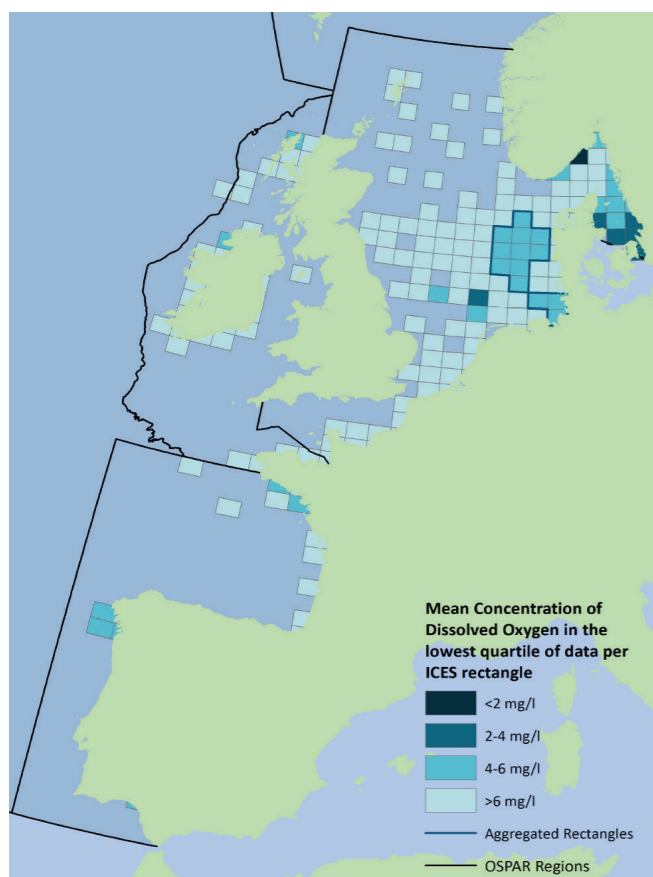 Mean Concentration of
Dissolved Oxygen in the
lowest quartile of data per
ICES rectangle
<2 mg/l
2-4 mg/l
4-6 mg/l
>6 mg/l
Aggregated Rectangles
OSPAR Regions